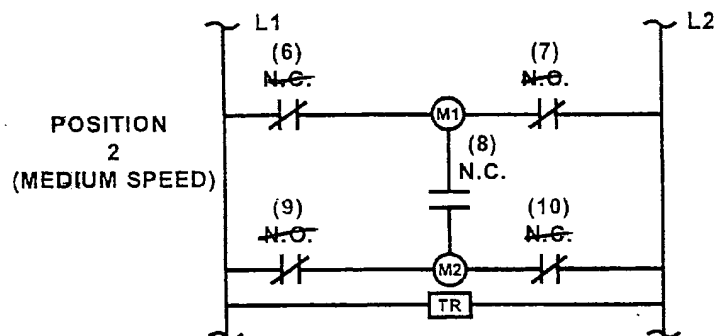 L1
L2
(6)
N.C.
(7)
N.O.
POSITION
2
(MEDIUM SPEED)
M1
(8)
N.C.
(9)
N.O.
(10)
N.C.
M2
TR